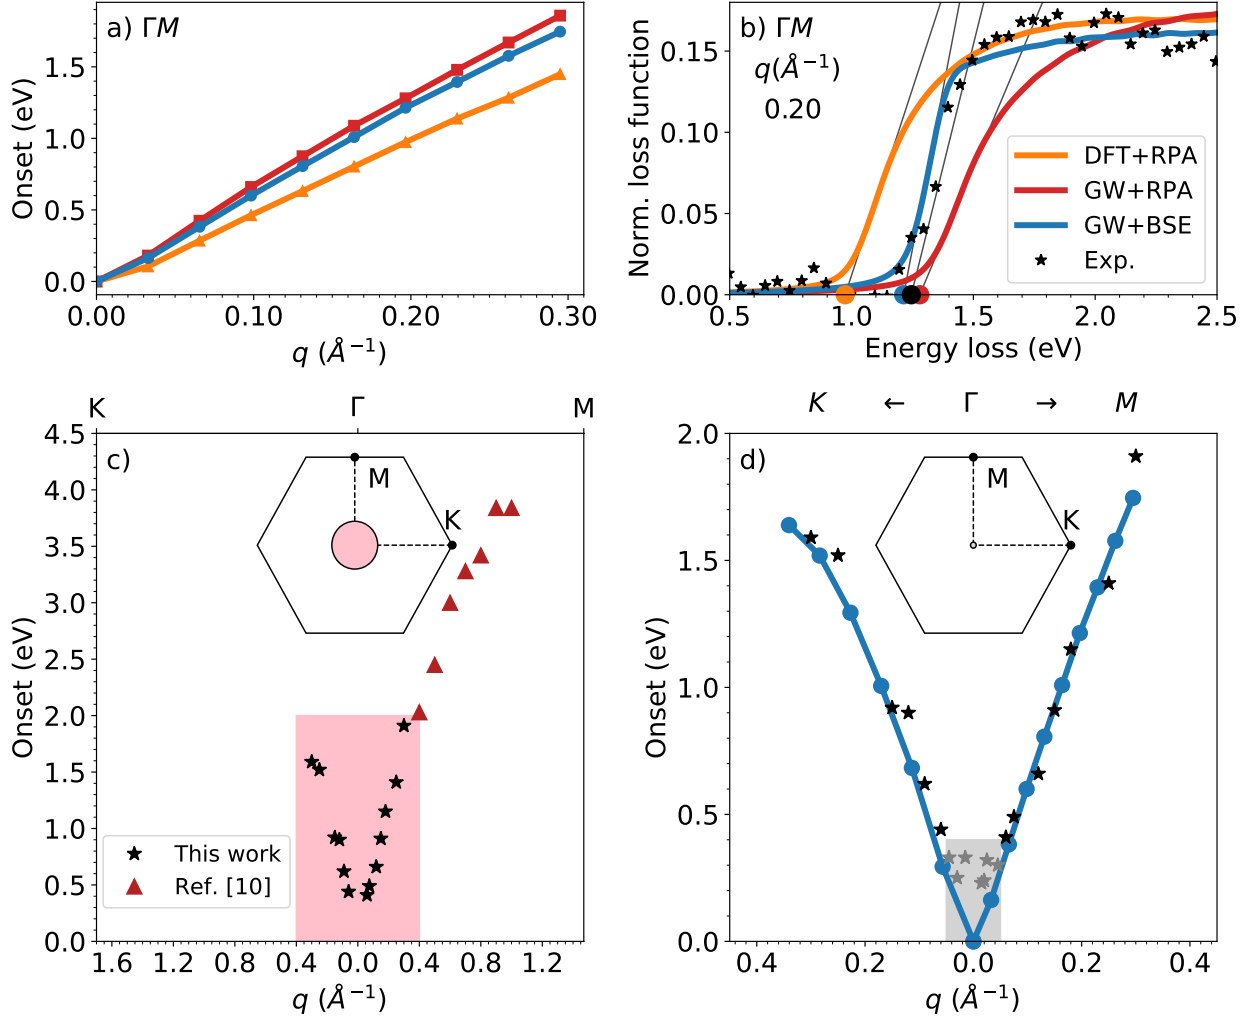 a) ΓM
Onset (eV)
1.5
1.0
0.5
0.0
0.00 0.10 0.20 0.30
q (Å⁻¹)
b) ΓM
q(Å⁻¹)
0.20
Norm. loss function
0.15
0.10
0.05
0.00
DFT+RPA
GW+RPA
GW+BSE
Exp.
0.5 1.0 1.5 2.0 2.5
Energy loss (eV)
K Γ M
c)
M
K
Onset (eV)
4.5
4.0
3.5
3.0
2.5
2.0
1.5
1.0
0.5
0.0
This work
Ref. [10]
1.6 1.2 0.8 0.4 0.0 0.4 0.8 1.2
q (Å⁻¹)
K ← Γ → M
d)
M
K
Onset (eV)
2.0
1.5
1.0
0.5
0.0
0.4 0.2 0.0 0.2 0.4
q (Å⁻¹)